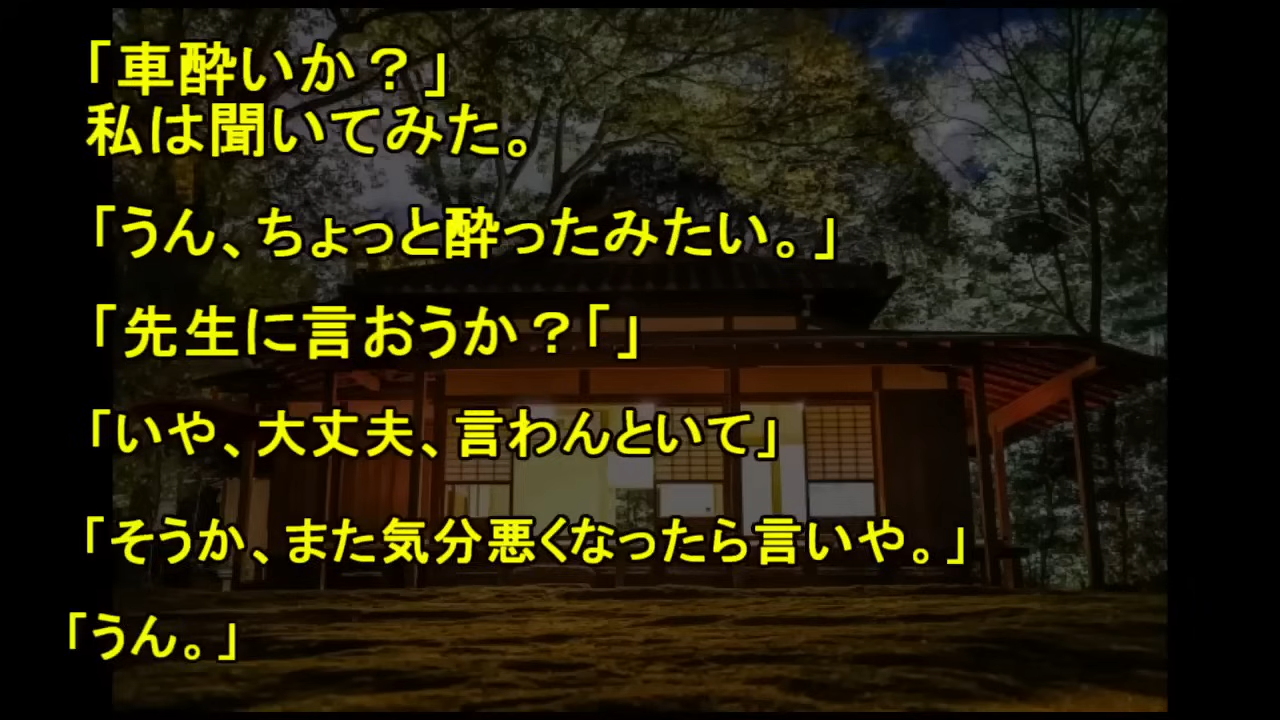 「車酔いか？」
私は聞いてみた。
「うん、ちょっと酔ったみたい。」
「先生に言おうか？「」
「いや、大丈夫、言わんといて」
「そうか、また気分悪くなったら言いや。」
「うん。」